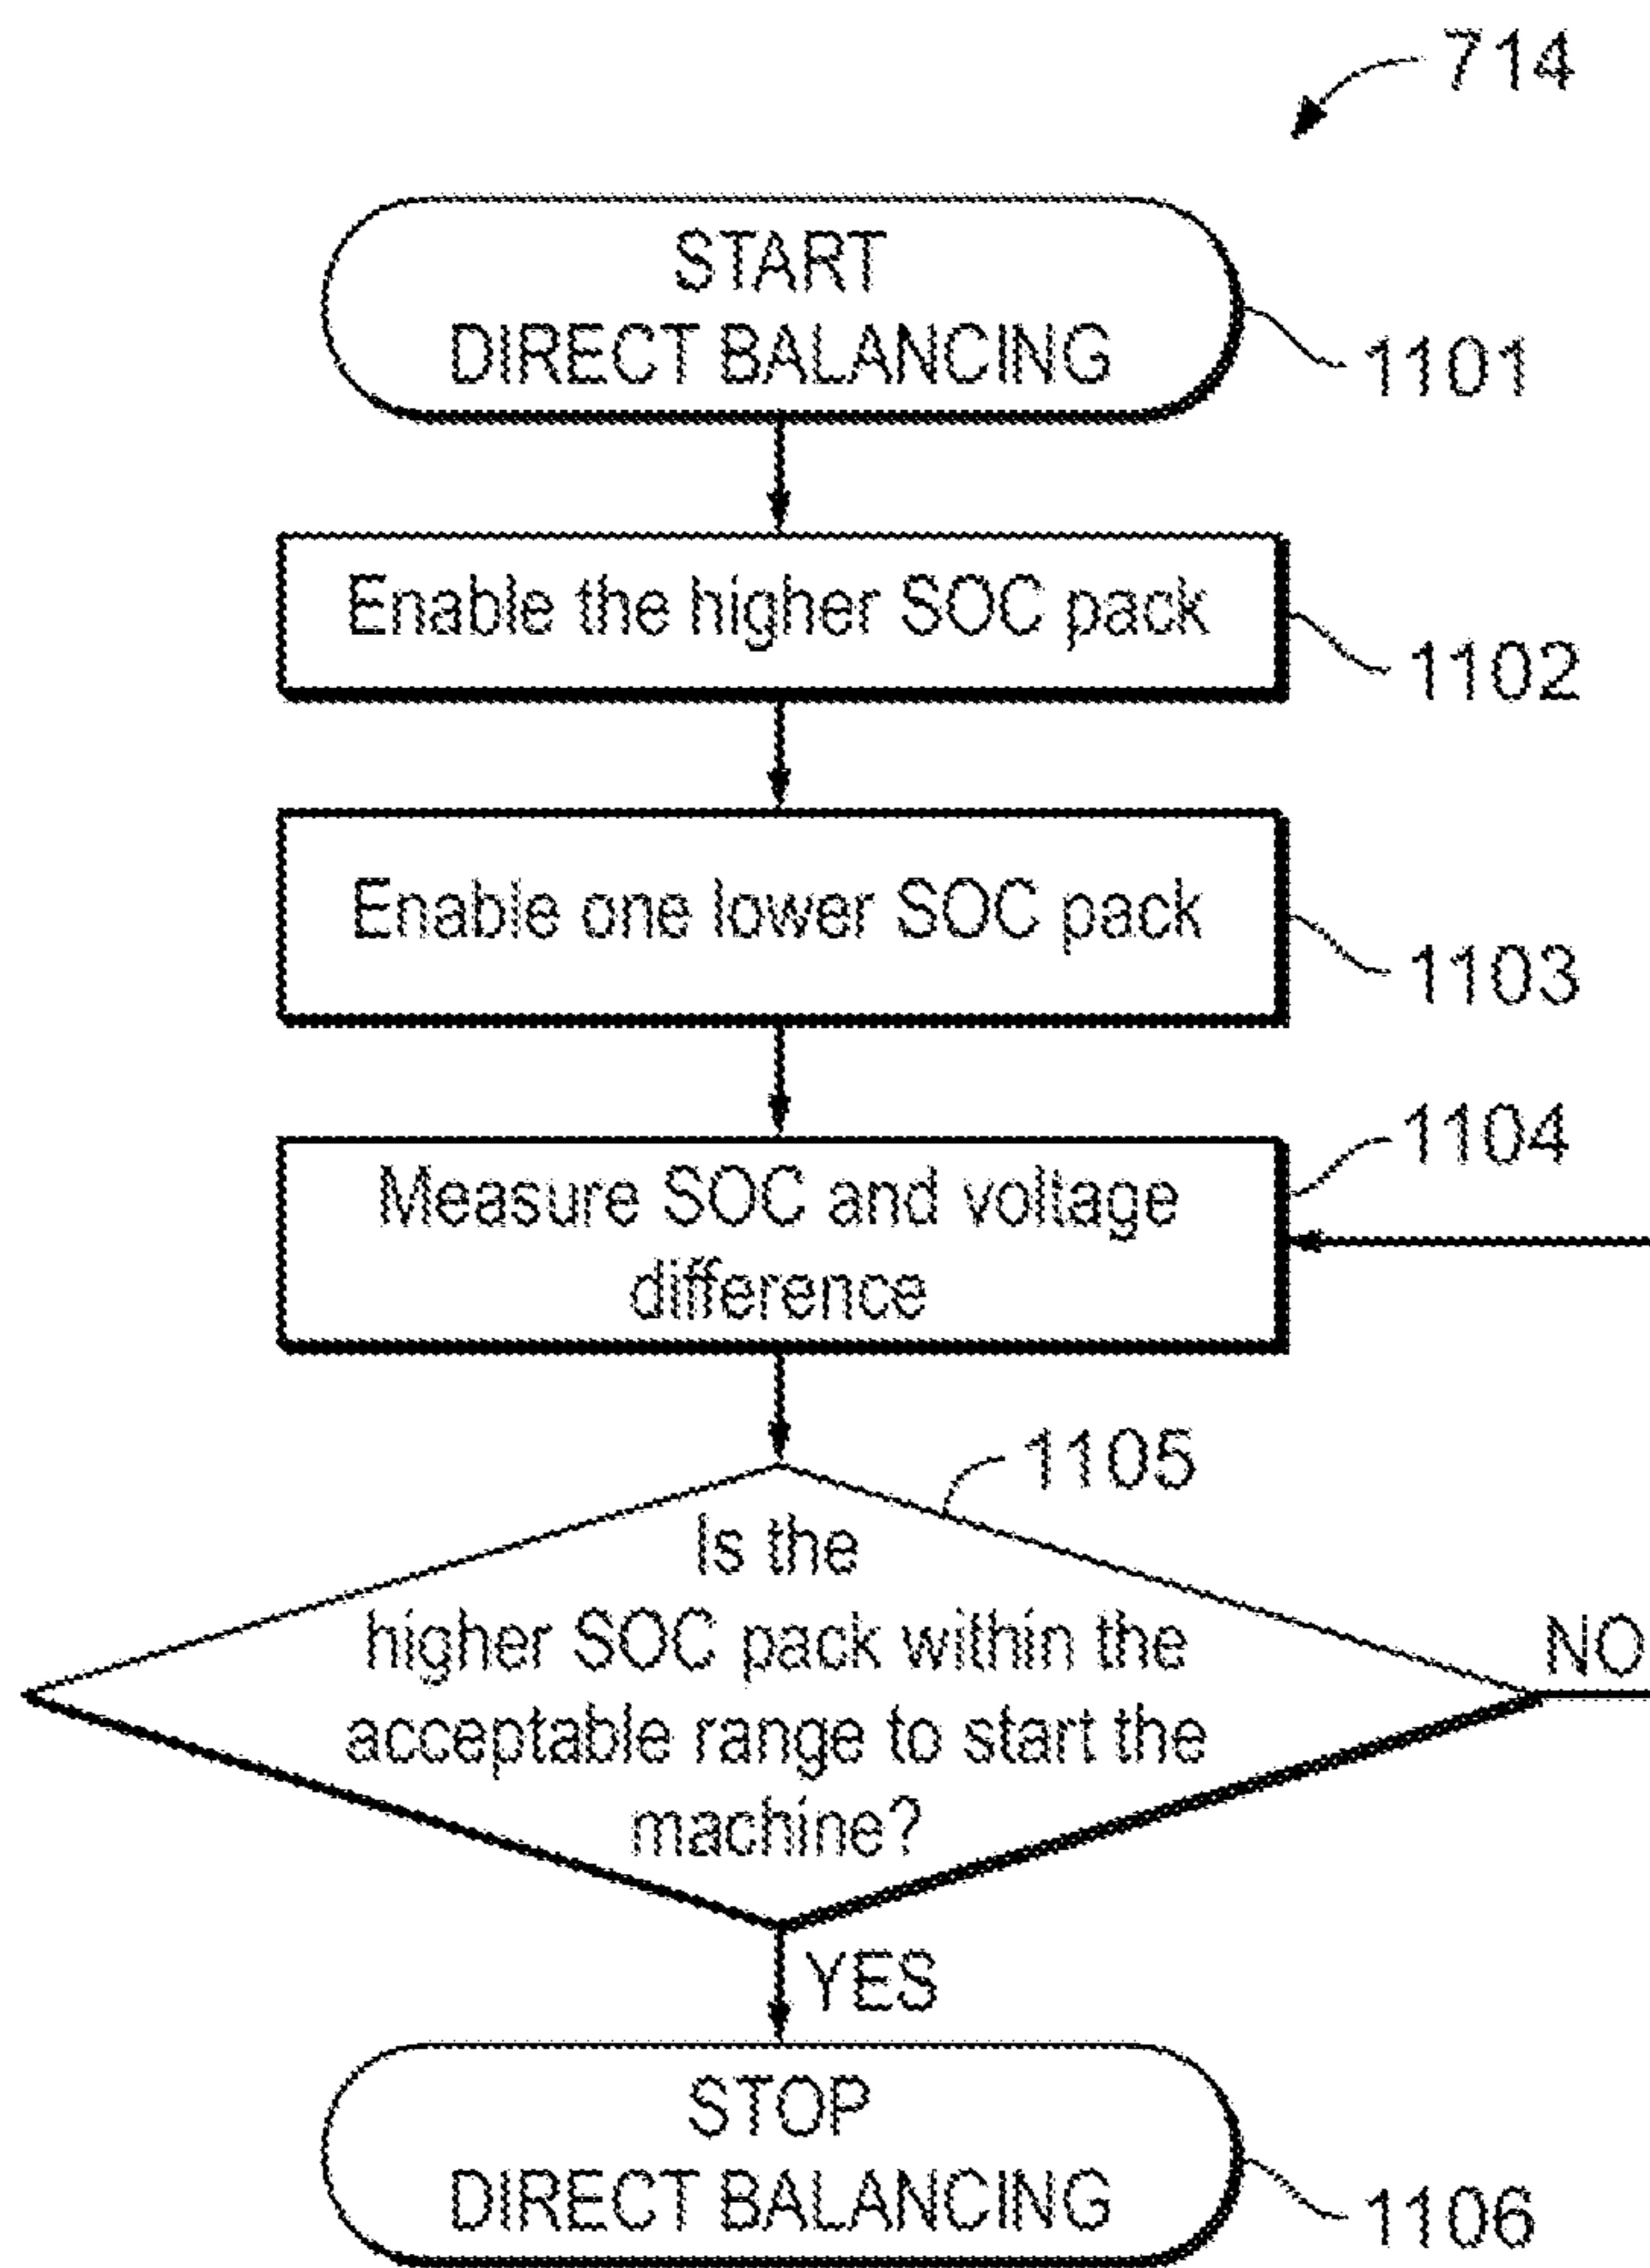 714
START
DIRECT BALANCING
1101
Enable the higher SOC pack
1102
Enable one lower SOC pack
1103
1104
Measure SOC and voltage
difference
1105
Is the
higher SOC pack within the
acceptable range to start the
machine?
NO
YES
STOP
DIRECT BALANCING
1106